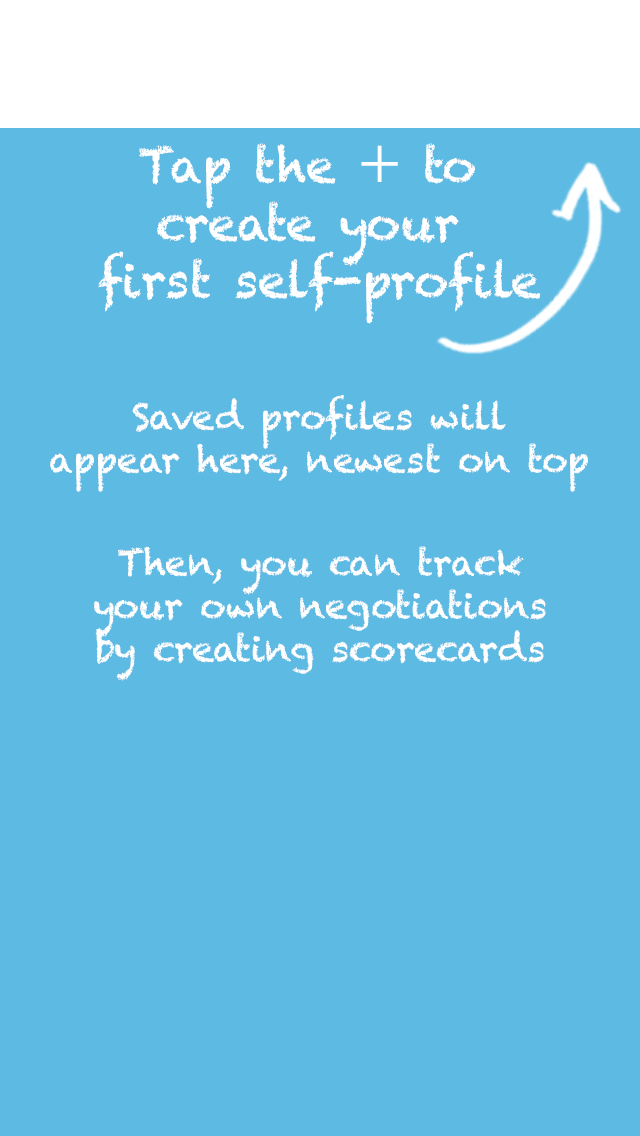 Tap the + to
create your
first self-profile
Saved profiles will
appear here, newest on top
Then, you can track
your own negotiations
by creating scorecards